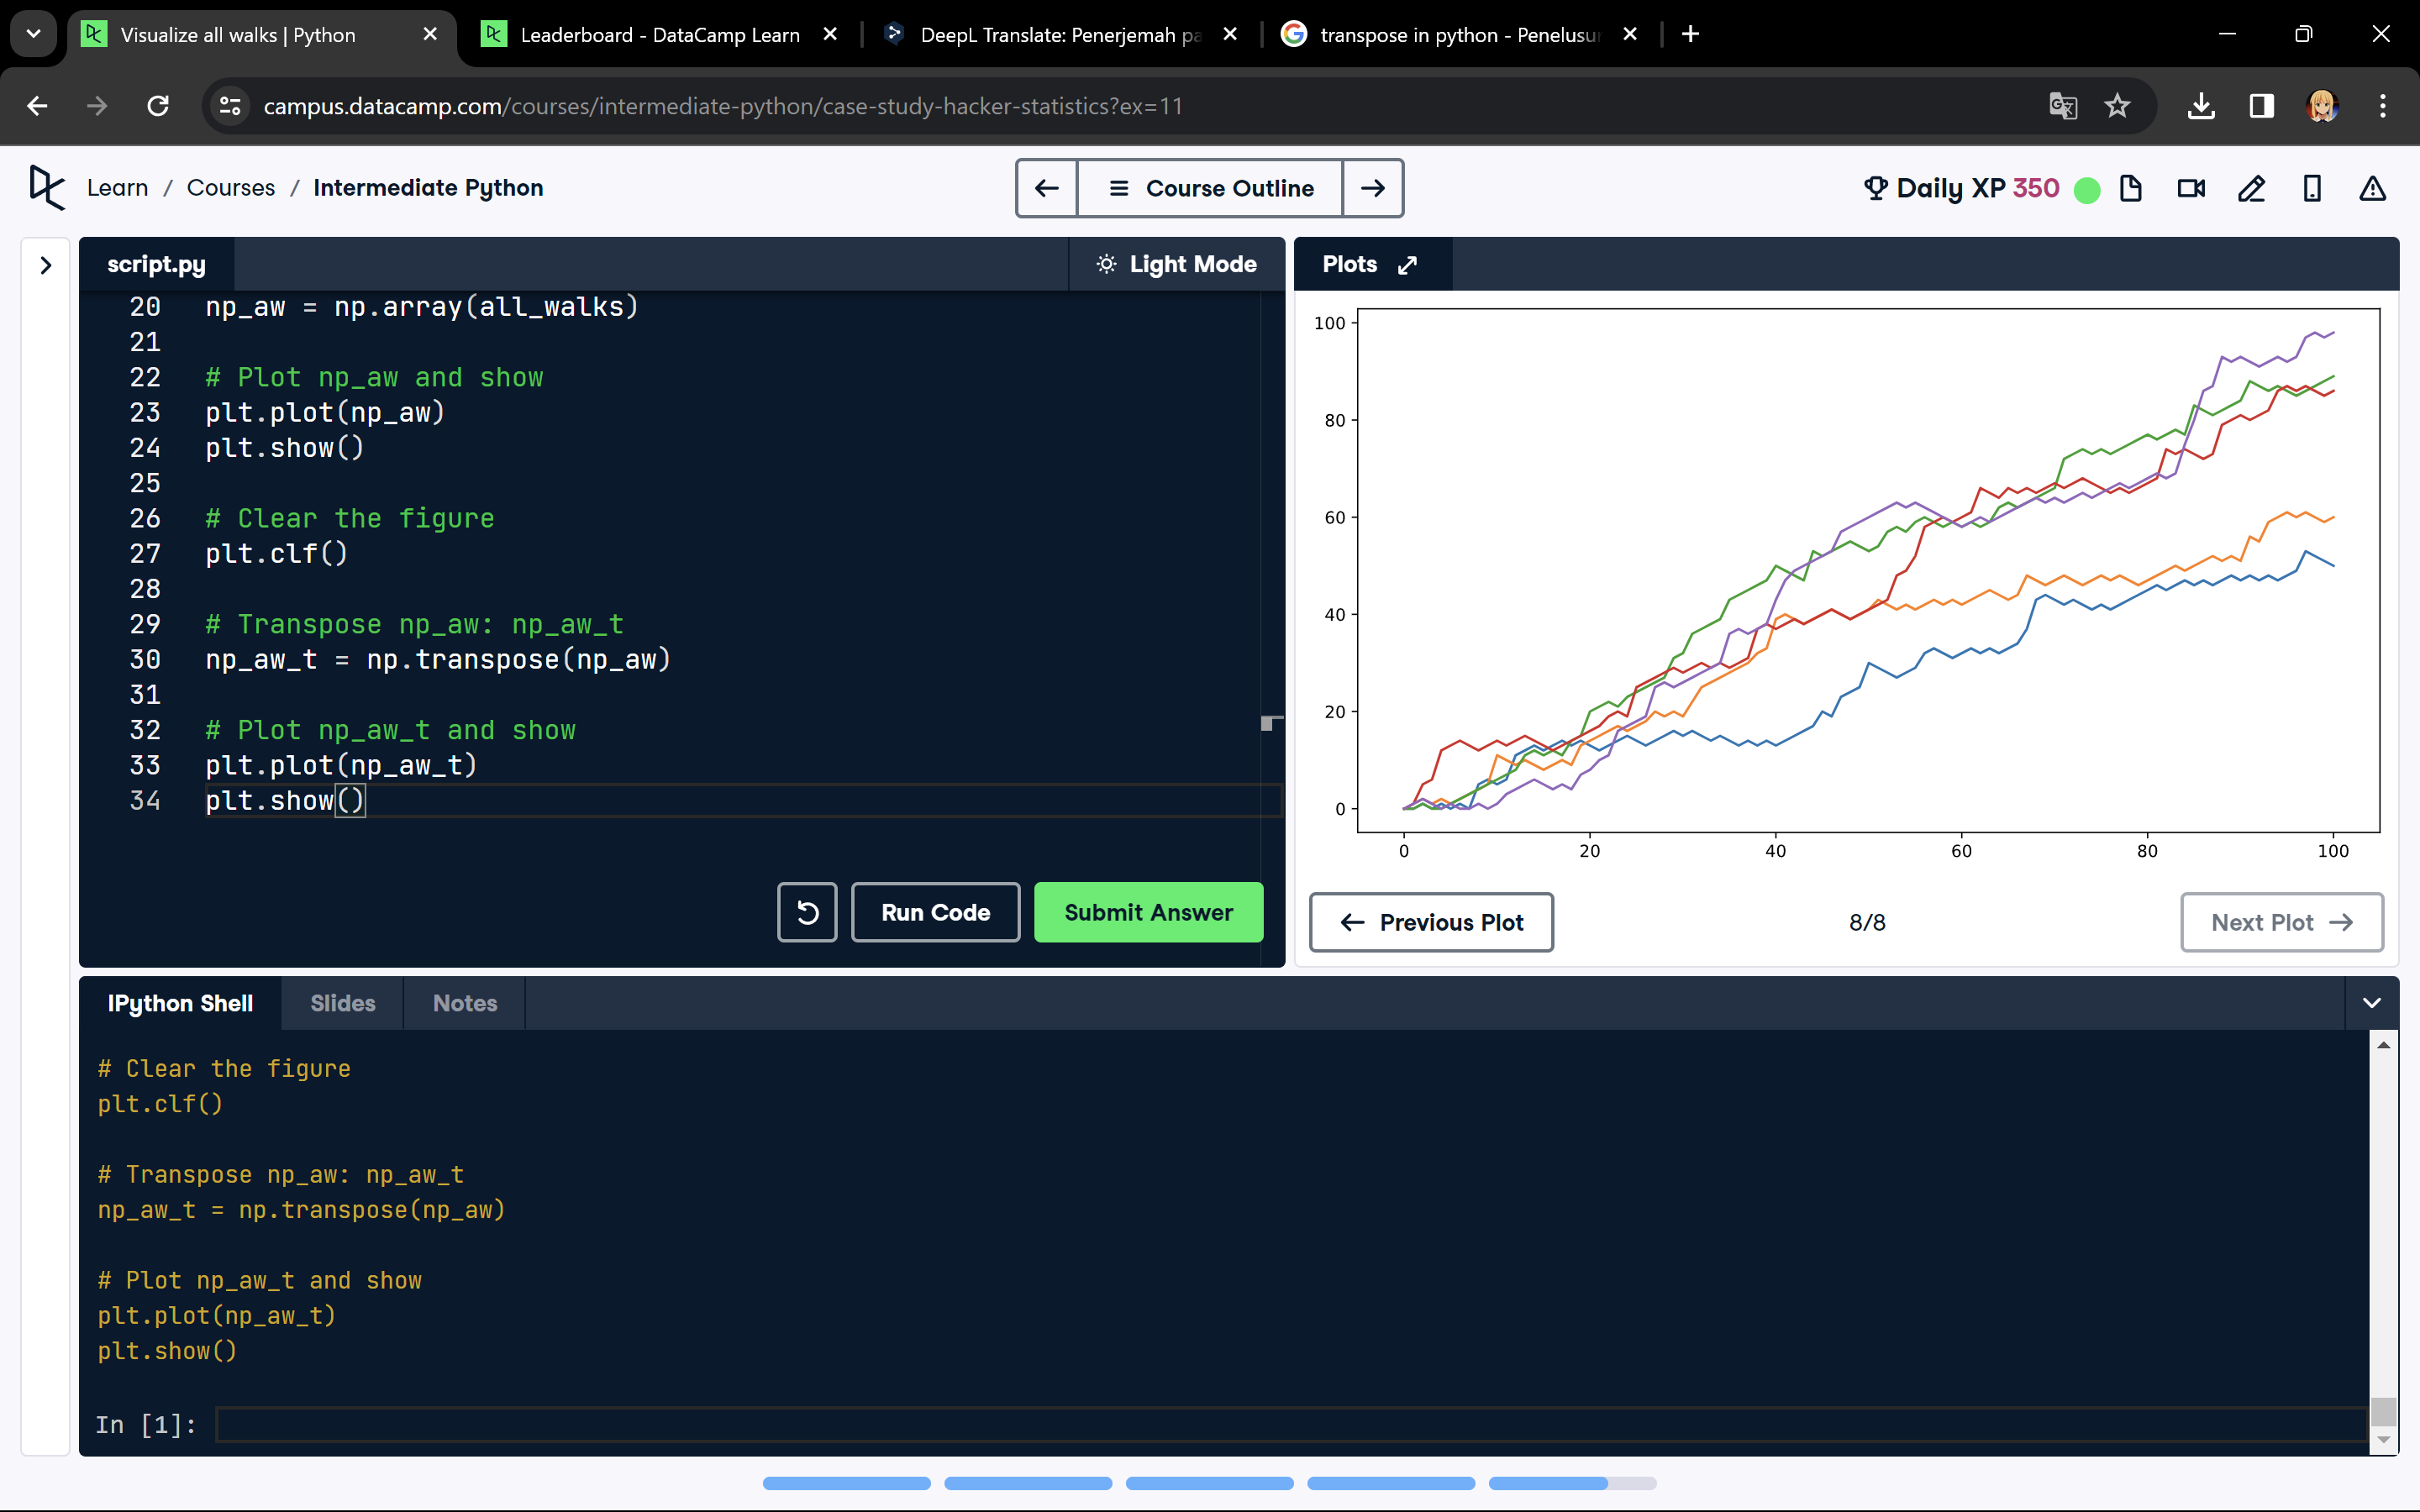 Visualize all walks | Python
Leaderboard - DataCamp Learn
DeepL Translate: Penerjemah pa
transpose in python - Penelusur
campus.datacamp.com/courses/intermediate-python/case-study-hacker-statistics?ex=11
Learn / Courses / Intermediate Python
Course Outline
Daily XP 350
script.py
Light Mode
20 np_aw = np.array(all_walks)
21
22 # Plot np_aw and show
23 plt.plot(np_aw)
24 plt.show()
25
26 # Clear the figure
27 plt.clf()
28
29 # Transpose np_aw: np_aw_t
30 np_aw_t = np.transpose(np_aw)
31
32 # Plot np_aw_t and show
33 plt.plot(np_aw_t)
34 plt.show()
Run Code
Submit Answer
Plots
100
80
60
40
20
0
0 20 40 60 80 100
Previous Plot
8/8
Next Plot
IPython Shell
Slides
Notes
# Clear the figure
plt.clf()
# Transpose np_aw: np_aw_t
np_aw_t = np.transpose(np_aw)
# Plot np_aw_t and show
plt.plot(np_aw_t)
plt.show()
In [1]: